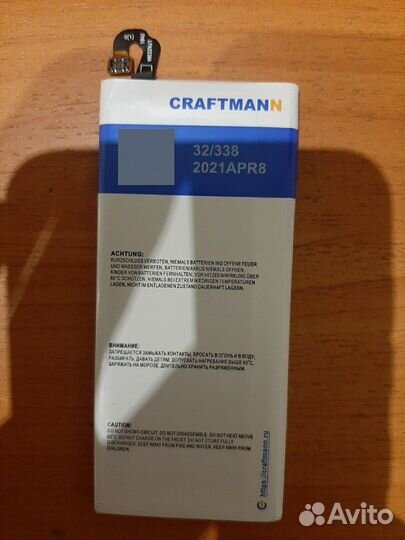 CRAFTMANN
32/338
2021APR8
ACHTUNG:
KURZSCHLUSS VERBOTEN, NIEMALS BATTERIEN INS OFFENE FEUER
UND WASSSER WERFEN, BATTERIEN/AKKUS NIEMALS ÖFFNEN,
KINDER VON BATTERIEN FERNHALTEN, VOR HITZEEINWIRKUNG ÜBER
60°C SCHÜTZEN, NIEMALS BEI EXTREM NIEDRIGEN TEMPERATUREN
LADEN, NICHT IM ENTLADENEN ZUSTAND DAUERHAFT LAGERN.
ВНИМАНИЕ:
ЗАПРЕЩАЕТСЯ ЗАМЫКАТЬ КОНТАКТЫ, БРОСАТЬ В ОГОНЬ И В ВОДУ,
РАЗБИРАТЬ, ДАВАТЬ ДЕТЯМ, ДОПУСКАТЬ НАГРЕВАНИЕ ВЫШЕ 60°C,
ЗАРЯЖАТЬ НА МОРОЗЕ, ДЛИТЕЛЬНО ХРАНИТЬ РАЗРЯЖЕННЫМ.
CAUTION:
DO NOT SHORT-CIRCUIT, DO NOT DISASSEMBLE, DO NOT HEAT ABOVE
60°C, DO NOT CHARGE ON THE FROST, DO NOT STORE FULLY
DISCHARGED, KEEP AWAY FROM FIRE AND WATER, KEEP AWAY FROM
CHILDREN.
https://craftmann.ru
Avito